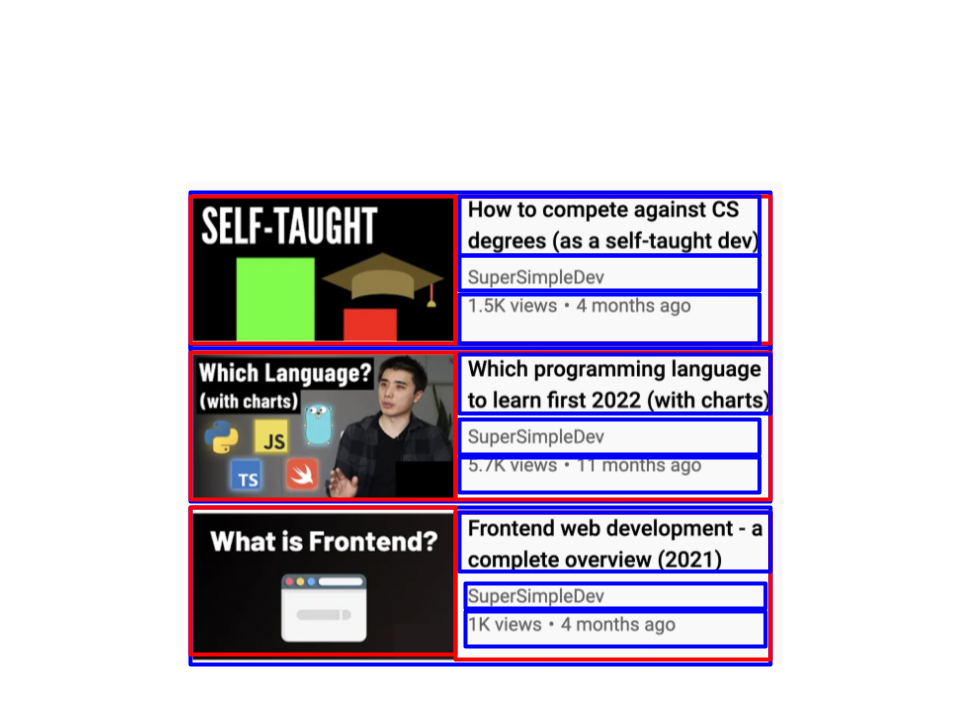 SELF-TAUGHT
How to compete against CS
degrees (as a self-taught dev)
SuperSimpleDev
1.5K views • 4 months ago
Which Language?
(with charts)
JS
TS
Which programming language
to learn first 2022 (with charts)
SuperSimpleDev
5.7K views • 11 months ago
What is Frontend?
Frontend web development - a
complete overview (2021)
SuperSimpleDev
1K views • 4 months ago